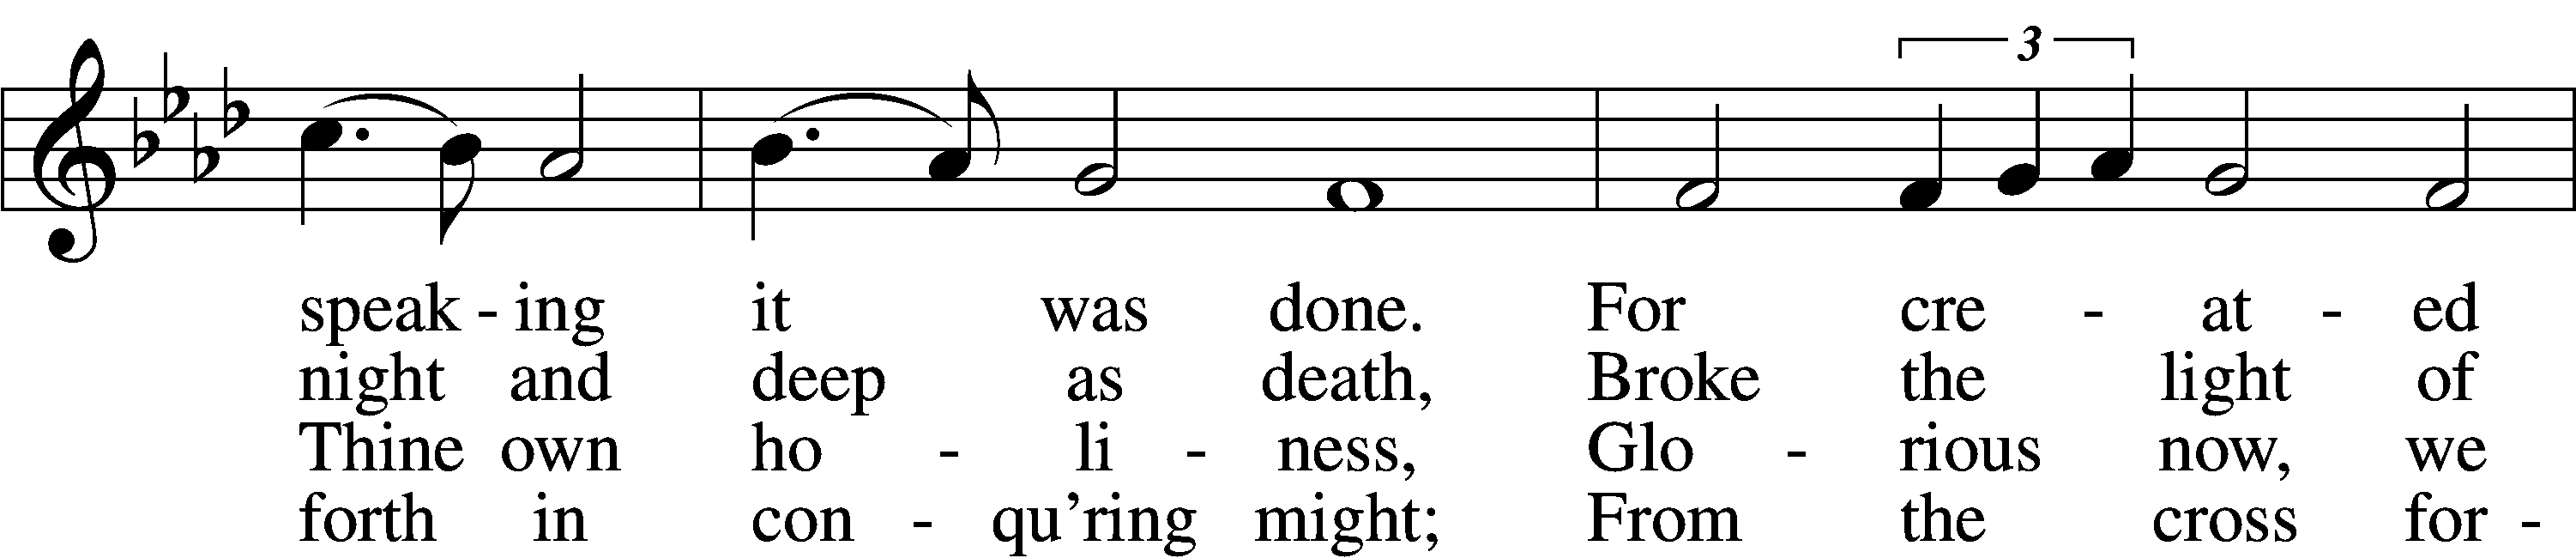 3
speak - ing it was done. For cre - at - ed
night and deep as death, Broke the light of
Thine own ho - li - ness, Glo - rious now, we
forth in con - qu’ring might; From the cross for -